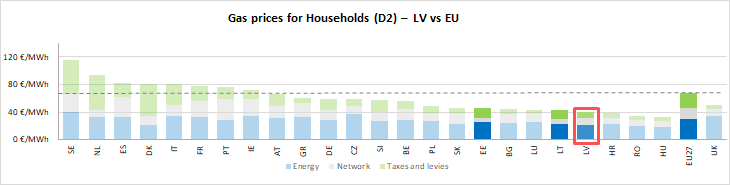 Gas prices for Households (D2) – LV vs EU
120 €/MWh
80 €/MWh
40 €/MWh
0 €/MWh
SE NL ES DK IT FR PT IE AT GR DE CZ SI BE PL SK EE BG LU LT LV HR RO HU EU27 UK
Energy Network Taxes and levies